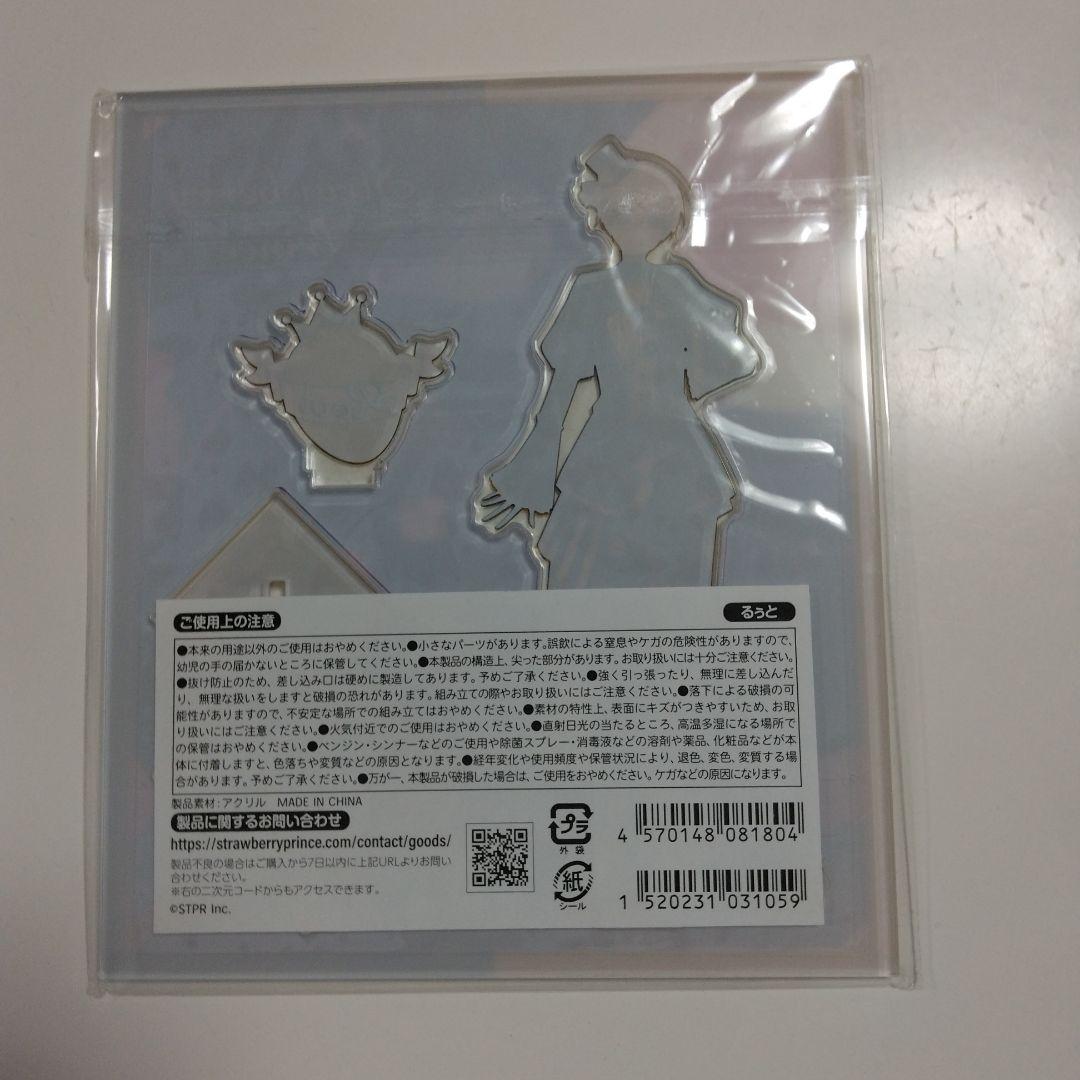 ご使用上の注意
るぅと
●本来の用途以外のご使用はおやめください。●小さなパーツがあります。誤飲による窒息やケガの危険性がありますので、
幼児の手の届かないところに保管してください。●本製品の構造上、尖った部分があります。お取り扱いには十分ご注意ください。
●抜け防止のため、差し込み口は硬めに製造してあります。予めご了承ください。●強く引っ張ったり、無理に差し込んだ
り、無理な扱いをしますと破損の恐れがあります。組み立ての際やお取り扱いにはご注意ください。●落下による破損の可
能性がありますので、不安定な場所での組み立てはおやめください。●素材の特性上、表面にキズがつきやすいため、お取
り扱いにはご注意ください。●火気付近でのご使用はおやめください。●直射日光の当たるところ、高温多湿になる場所で
の保管はおやめください。●ベンジン・シンナーなどのご使用や除菌スプレー・消毒液などの溶剤や薬品、化粧品などが本
体に付着しますと、色落ちや変質などの原因となります。●経年変化や使用頻度や保管状況により、退色、変色、変質する場
合があります。予めご了承ください。●万が一、本製品が破損した場合は、ご使用をおやめください。ケガなどの原因になります。
製品素材:アクリル MADE IN CHINA
製品に関するお問い合わせ
https://strawberryprince.com/contact/goods/
製品不良の場合はご購入から7日以内に上記URLよりお問い
合わせください。
※右の二次元コードからもアクセスできます。
©STPR Inc.
プラ
外袋
紙
シール
4 570148 081804
1 520231 031059